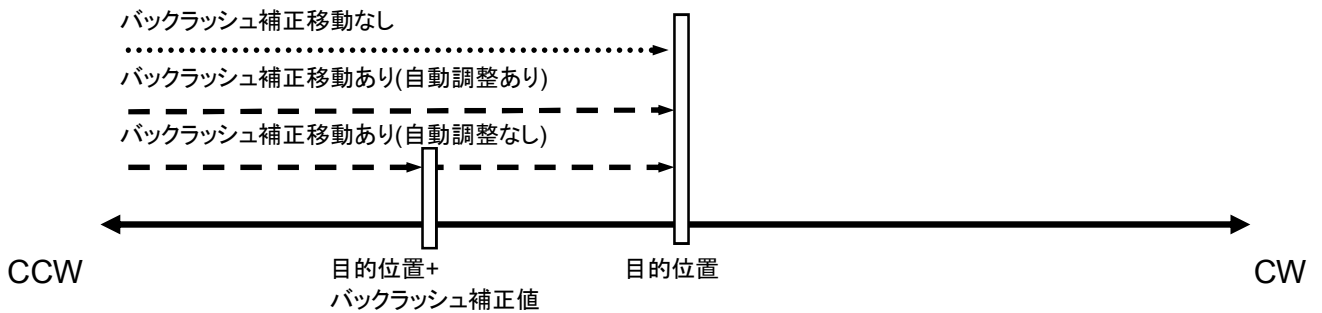 バックラッシュ補正移動なし
バックラッシュ補正移動あり(自動調整あり)
バックラッシュ補正移動あり(自動調整なし)
CCW
目的位置+
バックラッシュ補正値
目的位置
CW